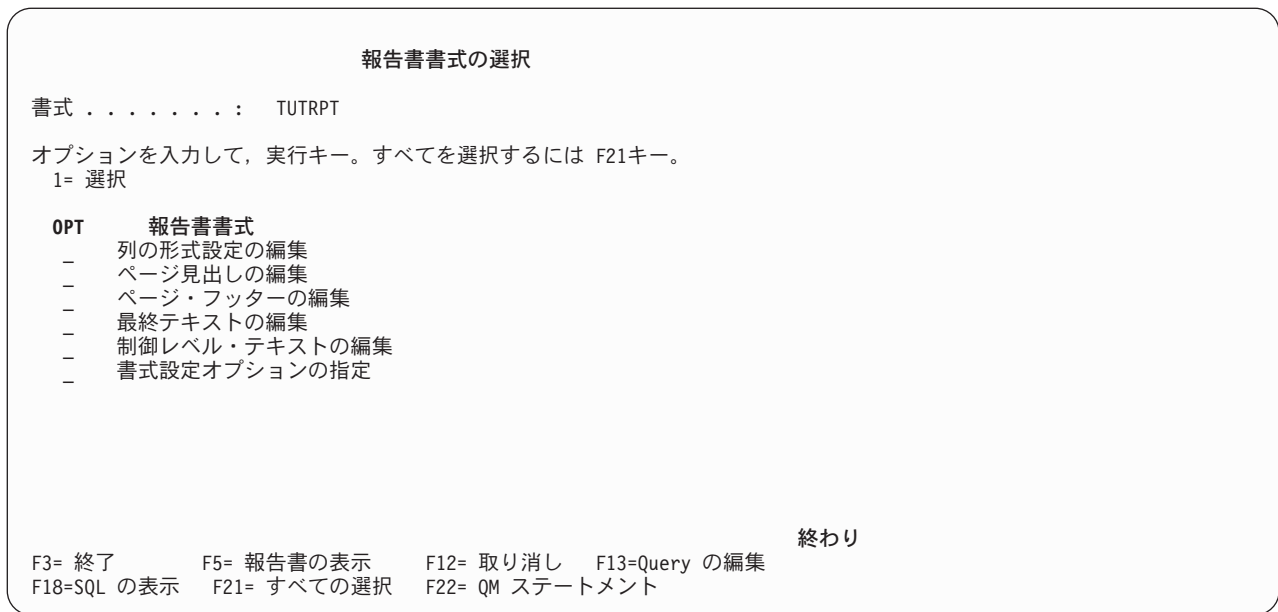 報告書書式の選択
書式 . . . . . . . :   TUTRPT
オプションを入力して, 実行キー。すべてを選択するには F21キー。
1= 選択
OPT 報告書書式
_ 列の形式設定の編集
_ ページ見出しの編集
_ ページ・フッターの編集
_ 最終テキストの編集
_ 制御レベル・テキストの編集
_ 書式設定オプションの指定
終わり
F3= 終了 F5= 報告書の表示 F12= 取り消し F13=Query の編集
F18=SQL の表示 F21= すべての選択 F22= QM ステートメント